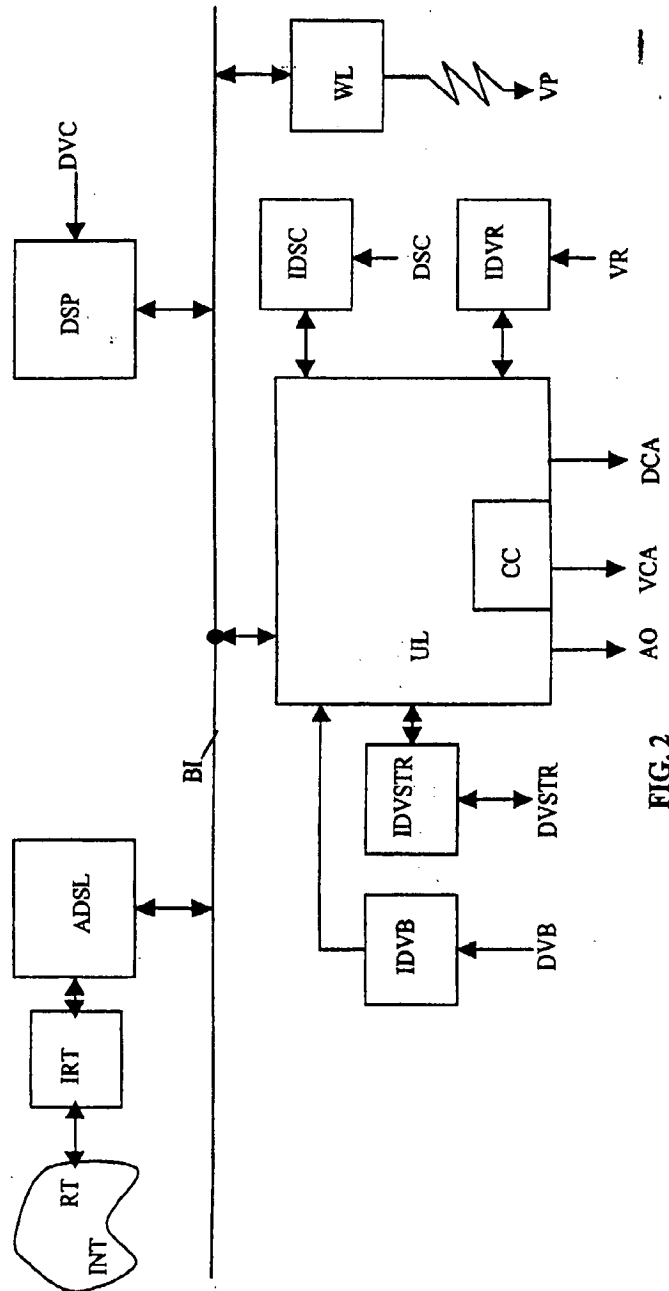 INT
RT
IRT
ADSL
DSP
DVC
BI
WL
VP
IDSC
DSC
IDVR
VR
UL
CC
IDVSTR
DVSTR
IDVB
DVB
AO
VCA
DCA
FIG. 2